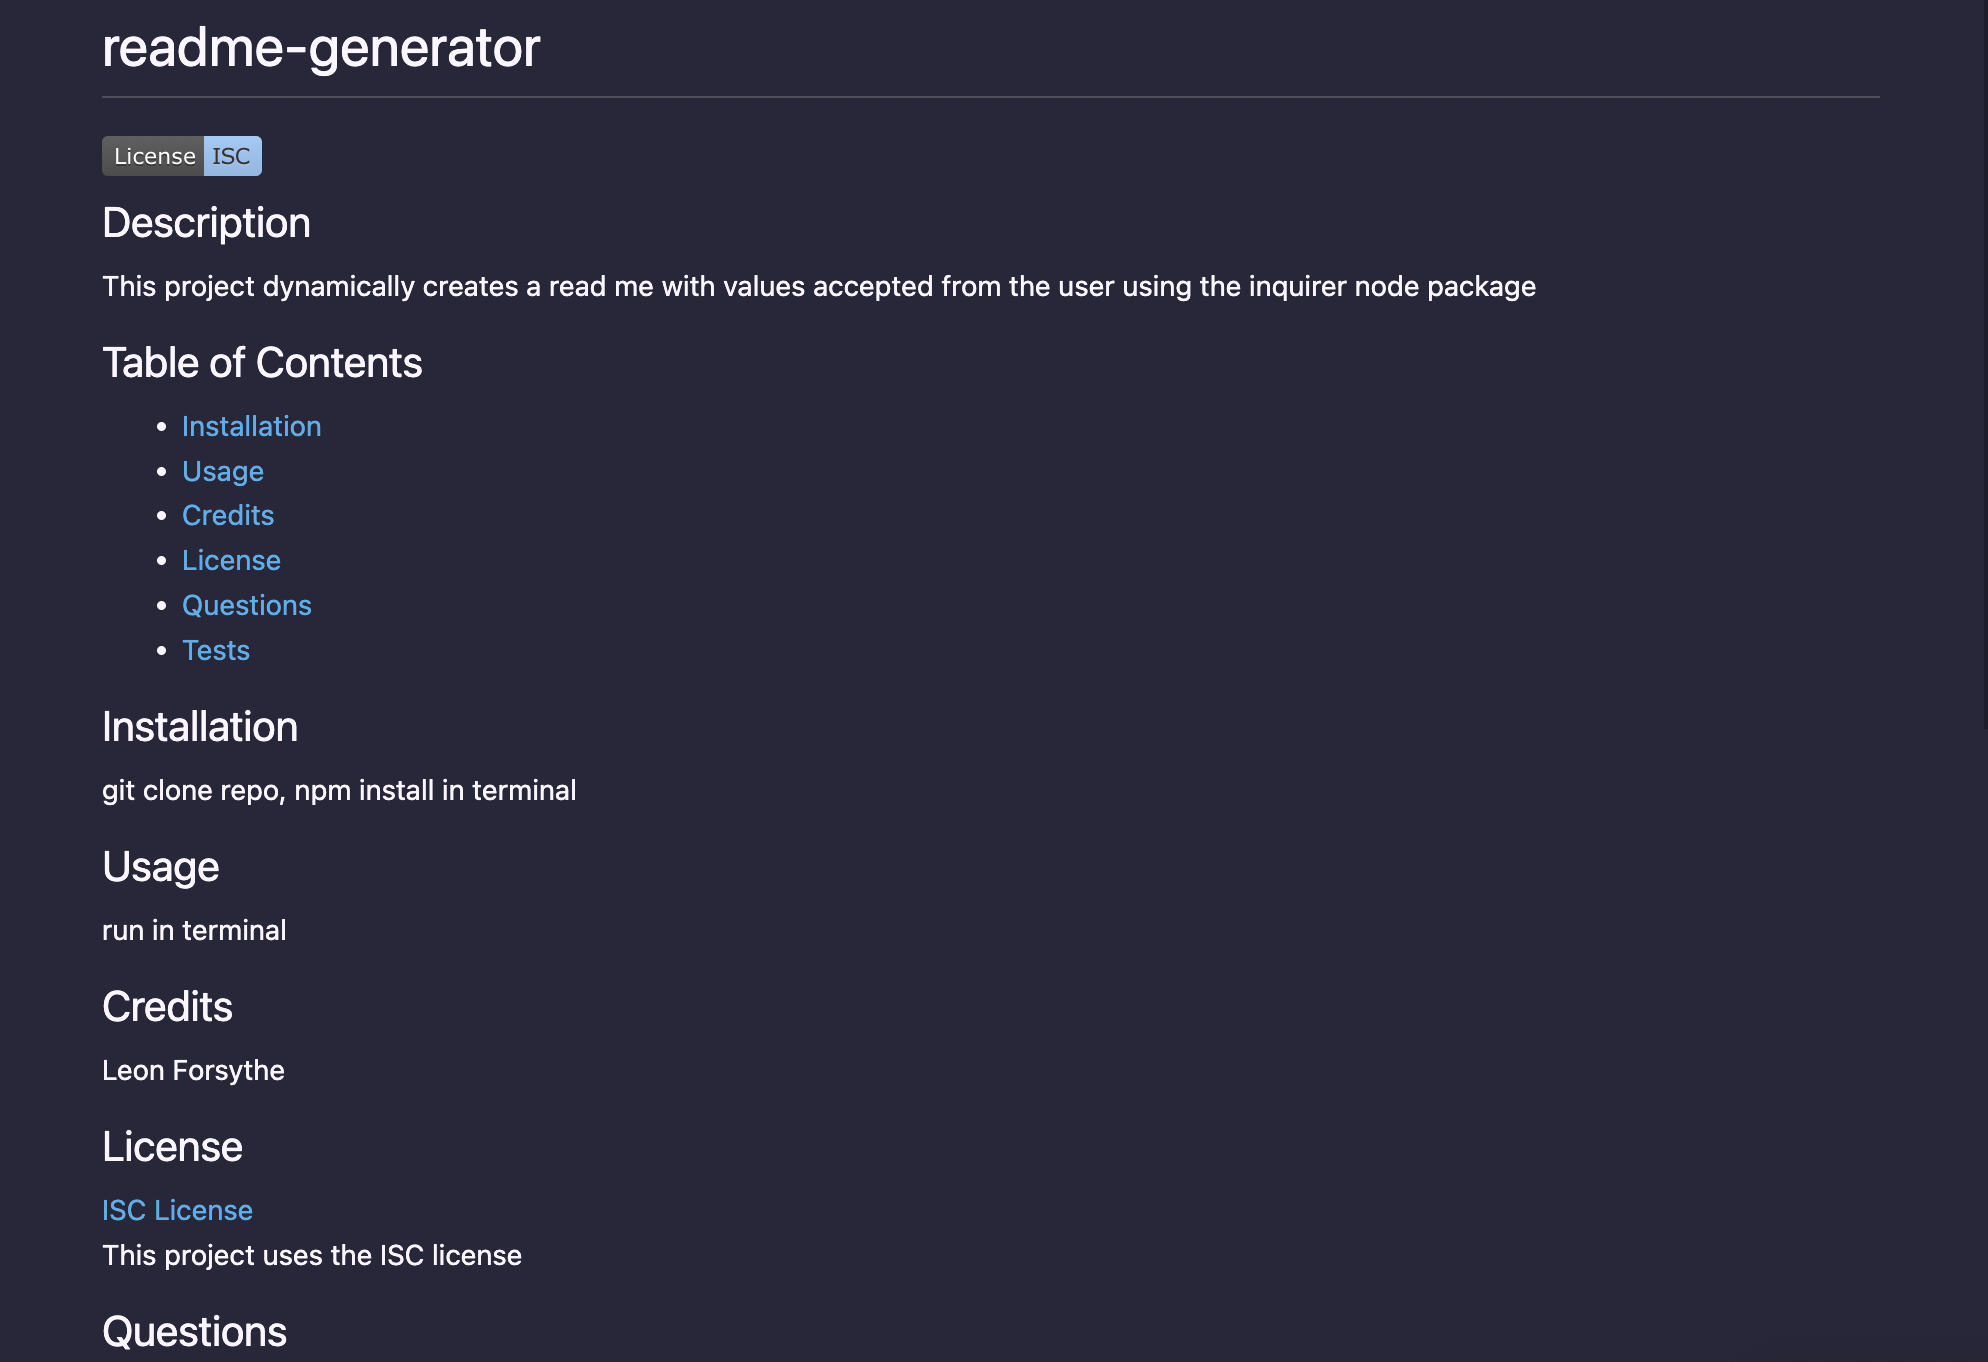 readme-generator
License ISC
Description
This project dynamically creates a read me with values accepted from the user using the inquirer node package
Table of Contents
Installation
Usage
Credits
License
Questions
Tests
Installation
git clone repo, npm install in terminal
Usage
run in terminal
Credits
Leon Forsythe
License
ISC License
This project uses the ISC license
Questions